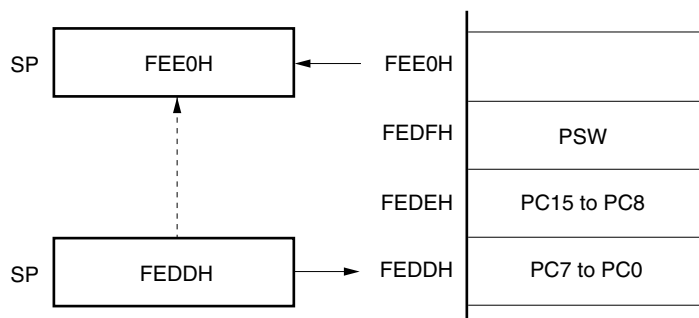 SP FEE0H FEE0H
FEDFH PSW
FEDEH PC15 to PC8
SP FEDDH FEDDH PC7 to PC0